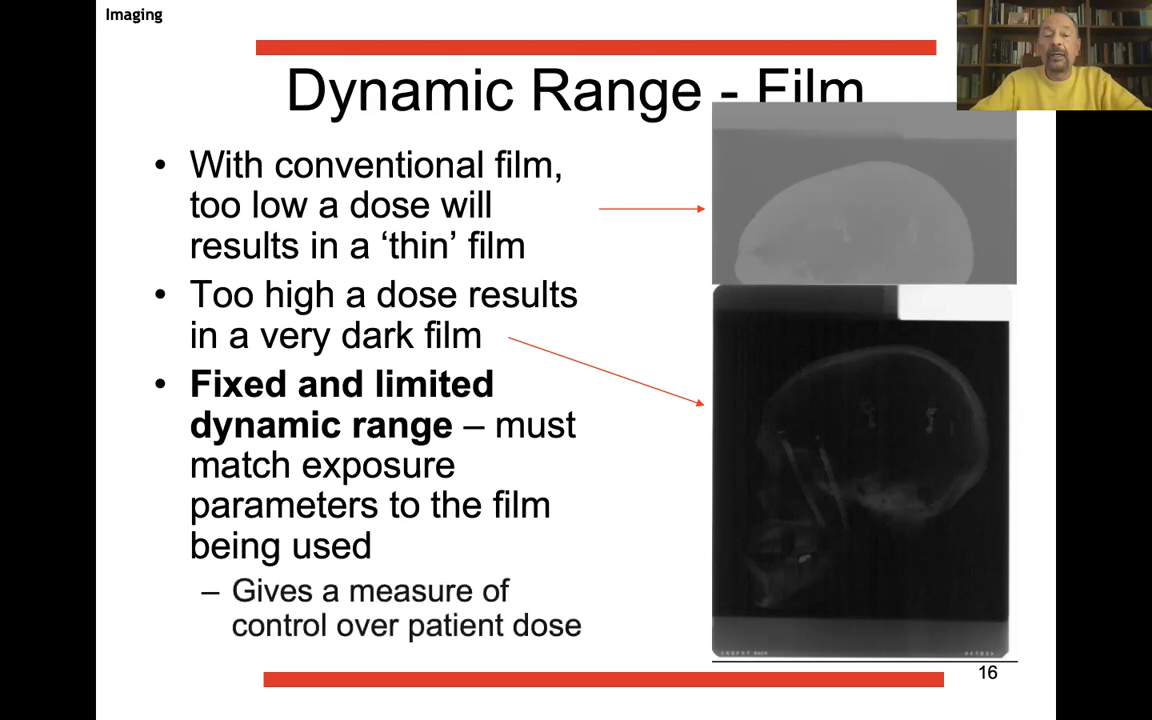 Imaging
Dynamic Range - Film
• With conventional film,
too low a dose will
results in a ‘thin’ film
• Too high a dose results
in a very dark film
• Fixed and limited
dynamic range – must
match exposure
parameters to the film
being used
– Gives a measure of
control over patient dose
16